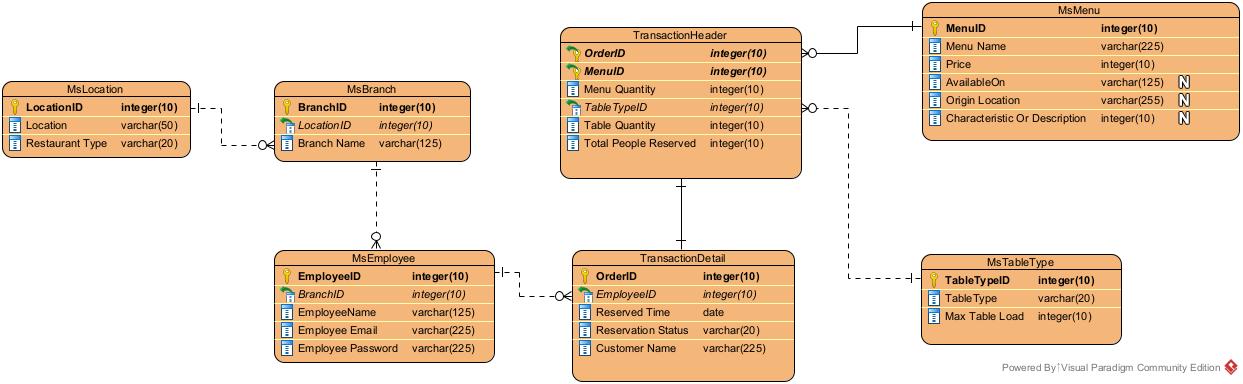 MsMenu
MenuID integer(10)
Menu Name varchar(225)
Price integer(10)
AvailableOn varchar(125) N
Origin Location varchar(255) N
Characteristic Or Description integer(10) N
TransactionHeader
OrderID integer(10)
MenuID integer(10)
Menu Quantity integer(10)
TableTypeID integer(10)
Table Quantity integer(10)
Total People Reserved integer(10)
MsLocation
LocationID integer(10)
Location varchar(50)
Restaurant Type varchar(20)
MsBranch
BranchID integer(10)
LocationID integer(10)
Branch Name varchar(125)
MsEmployee
EmployeeID integer(10)
BranchID integer(10)
EmployeeName varchar(125)
Employee Email varchar(225)
Employee Password varchar(225)
TransactionDetail
OrderID integer(10)
EmployeeID integer(10)
Reserved Time date
Reservation Status varchar(20)
Customer Name varchar(225)
MsTableType
TableTypeID integer(10)
TableType varchar(20)
Max Table Load integer(10)
Powered By Visual Paradigm Community Edition